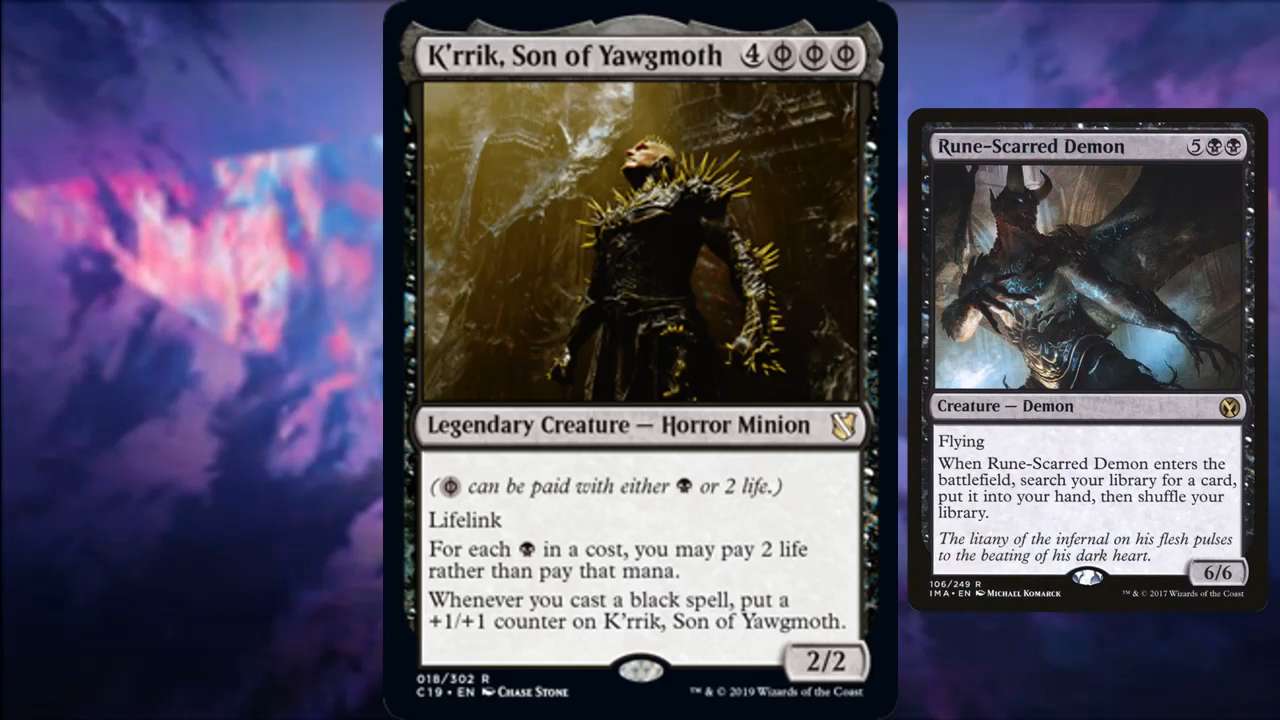 K'rrik, Son of Yawgmoth 4
Legendary Creature — Horror Minion
( can be paid with either or 2 life.)
Lifelink
For each in a cost, you may pay 2 life
rather than pay that mana.
Whenever you cast a black spell, put a
+1/+1 counter on K'rrik, Son of Yawgmoth.
2/2
018/302 R
C19 • EN Chase Stone
™ & © 2019 Wizards of the Coast
Rune-Scarred Demon 5
Creature — Demon
Flying
When Rune-Scarred Demon enters the
battlefield, search your library for a card,
put it into your hand, then shuffle your
library.
The litany of the infernal on his flesh pulses
to the beating of his dark heart.
6/6
106/249 R
IMA • EN Michael Komarck
™ & © 2017 Wizards of the Coast